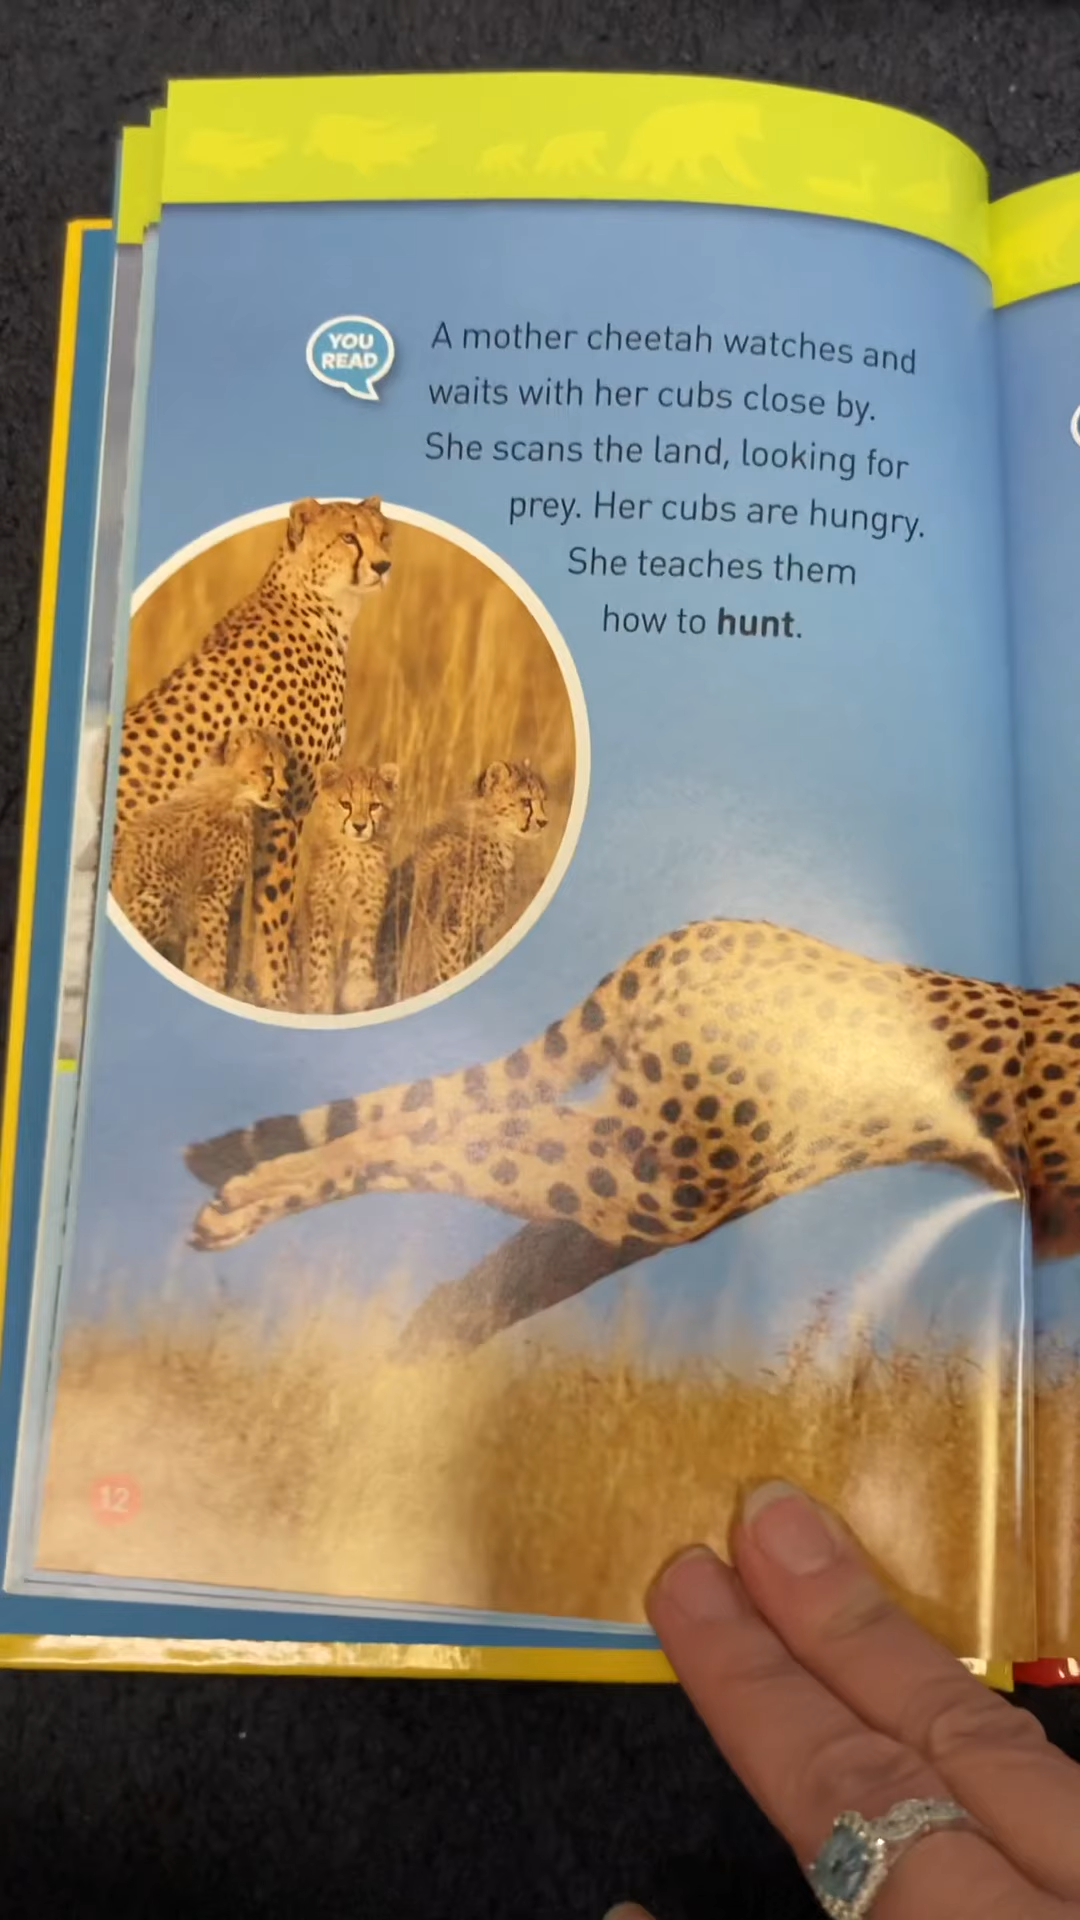 YOU
READ
A mother cheetah watches and
waits with her cubs close by.
She scans the land, looking for
prey. Her cubs are hungry.
She teaches them
how to hunt.
12